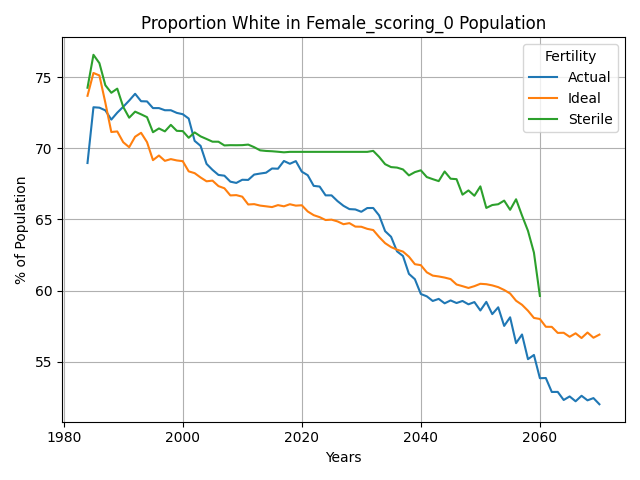 Proportion White in Female_scoring_0 Population
Fertility
Actual
Ideal
Sterile
% of Population
75
70
65
60
55
1980
2000
2020
2040
2060
Years